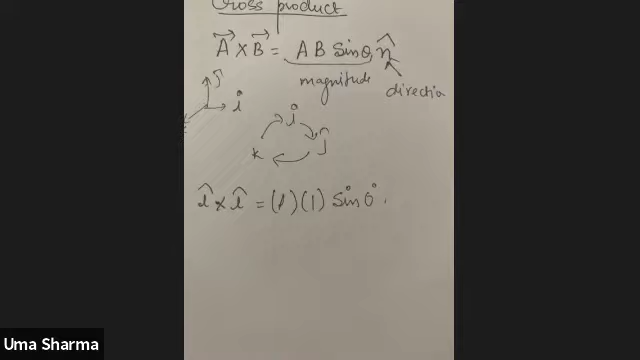 Cross product
A⃗ × B⃗ = A B Sinθ n̂
magnitude
direction
ĵ
î
k
i
k ĵ
î × î = (1)(1) Sin0°.
Uma Sharma